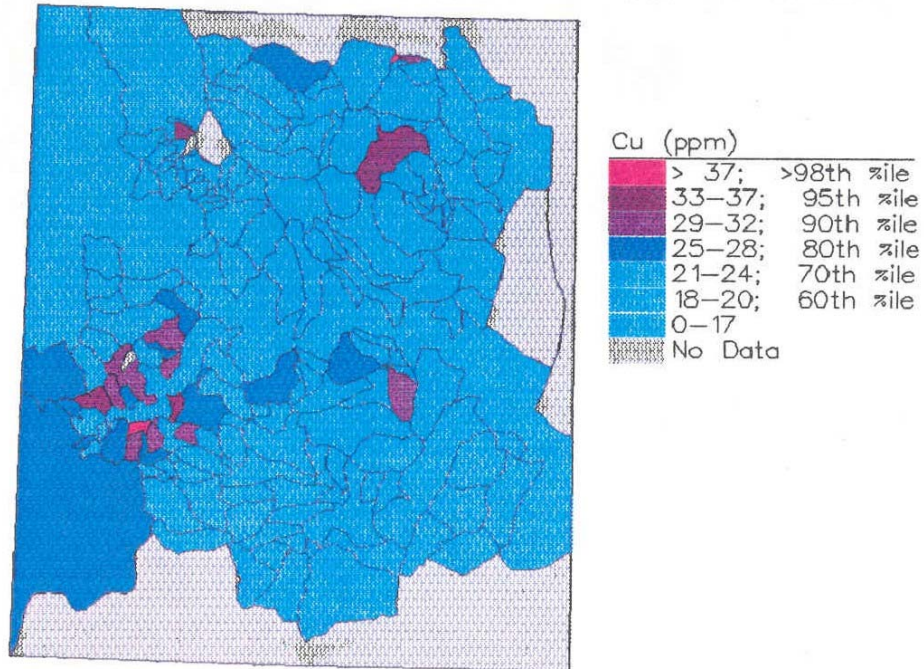 Cu (ppm)
> 37; >98th %ile
33–37; 95th %ile
29–32; 90th %ile
25–28; 80th %ile
21–24; 70th %ile
18–20; 60th %ile
0–17
No Data